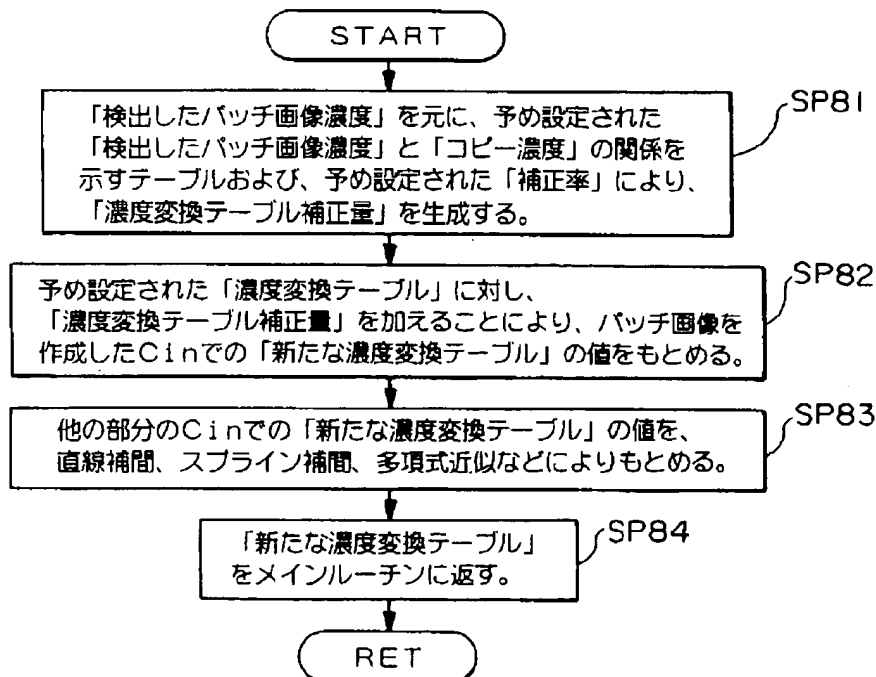 START
SP81
「検出したパッチ画像濃度」を元に、予め設定された
「検出したパッチ画像濃度」と「コピー濃度」の関係を
示すテーブルおよび、予め設定された「補正率」により、
「濃度変換テーブル補正量」を生成する。
SP82
予め設定された「濃度変換テーブル」に対し、
「濃度変換テーブル補正量」を加えることにより、パッチ画像を
作成したCinでの「新たな濃度変換テーブル」の値をもとめる。
SP83
他の部分のCinでの「新たな濃度変換テーブル」の値を、
直線補間、スプライン補間、多項式近似などによりもとめる。
SP84
「新たな濃度変換テーブル」
をメインルーチンに返す。
RET